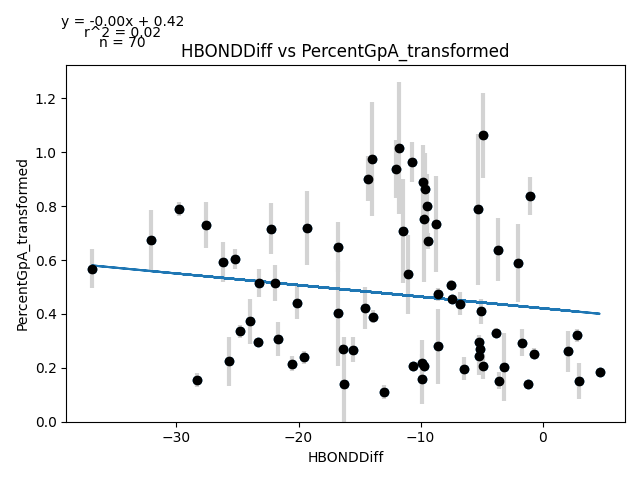 y = -0.00x + 0.42
r^2 = 0.02
n = 70
HBONDDiff vs PercentGpA_transformed
1.2
1.0
0.8
0.6
0.4
0.2
0.0
PercentGpA_transformed
−30
−20
−10
0
HBONDDiff